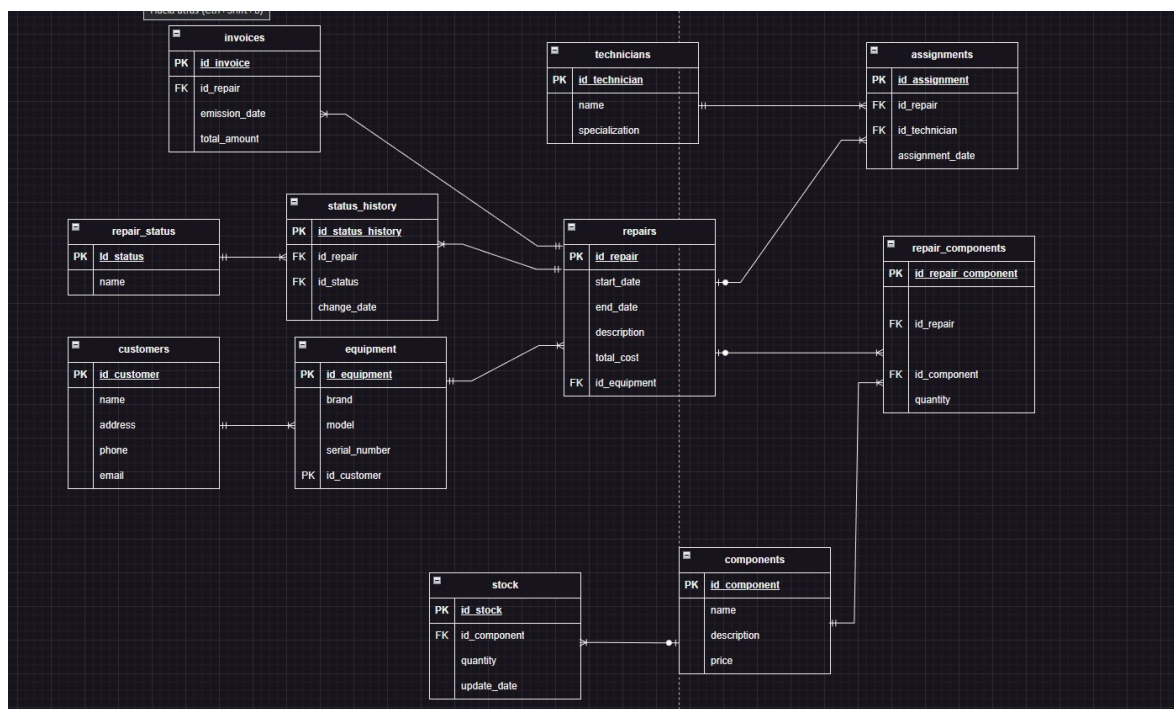 Hacia atrás (Ctrl+Shift+B)
invoices
PK id_invoice
FK id_repair
emission_date
total_amount
technicians
PK id_technician
name
specialization
assignments
PK id_assignment
FK id_repair
FK id_technician
assignment_date
status_history
PK id_status_history
FK id_repair
FK id_status
change_date
repair_status
PK Id_status
name
repairs
PK id_repair
start_date
end_date
description
total_cost
FK id_equipment
repair_components
PK id_repair_component
FK id_repair
FK id_component
quantity
customers
PK id_customer
name
address
phone
email
equipment
PK id_equipment
brand
model
serial_number
PK id_customer
components
PK id_component
name
description
price
stock
PK id_stock
FK id_component
quantity
update_date